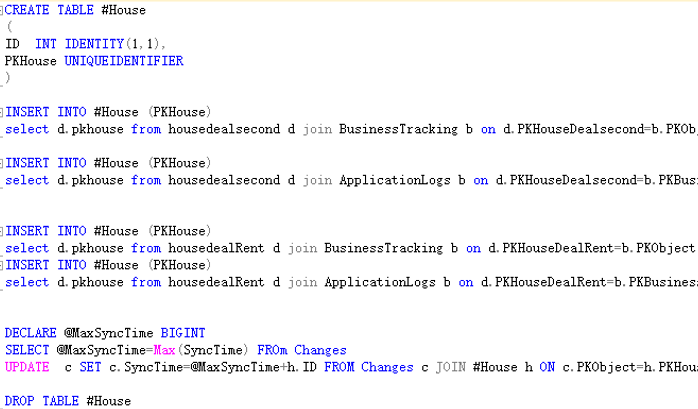 CREATE TABLE #House
(
ID  INT IDENTITY(1,1),
PKHouse UNIQUEIDENTIFIER
)
INSERT INTO #House (PKHouse)
select d.pkhouse from housedealsecond d join BusinessTracking b on d.PKHouseDealsecond=b.PKOb
INSERT INTO #House (PKHouse)
select d.pkhouse from housedealsecond d join ApplicationLogs b on d.PKHouseDealsecond=b.PKBusi
INSERT INTO #House (PKHouse)
select d.pkhouse from housedealRent d join BusinessTracking b on d.PKHouseDealRent=b.PKObject
INSERT INTO #House (PKHouse)
select d.pkhouse from housedealRent d join ApplicationLogs b on d.PKHouseDealRent=b.PKBusiness
DECLARE @MaxSyncTime BIGINT
SELECT @MaxSyncTime=Max(SyncTime) FROm Changes
UPDATE  c SET c.SyncTime=@MaxSyncTime+h.ID FROM Changes c JOIN #House h ON c.PKObject=h.PKHou
DROP TABLE #House